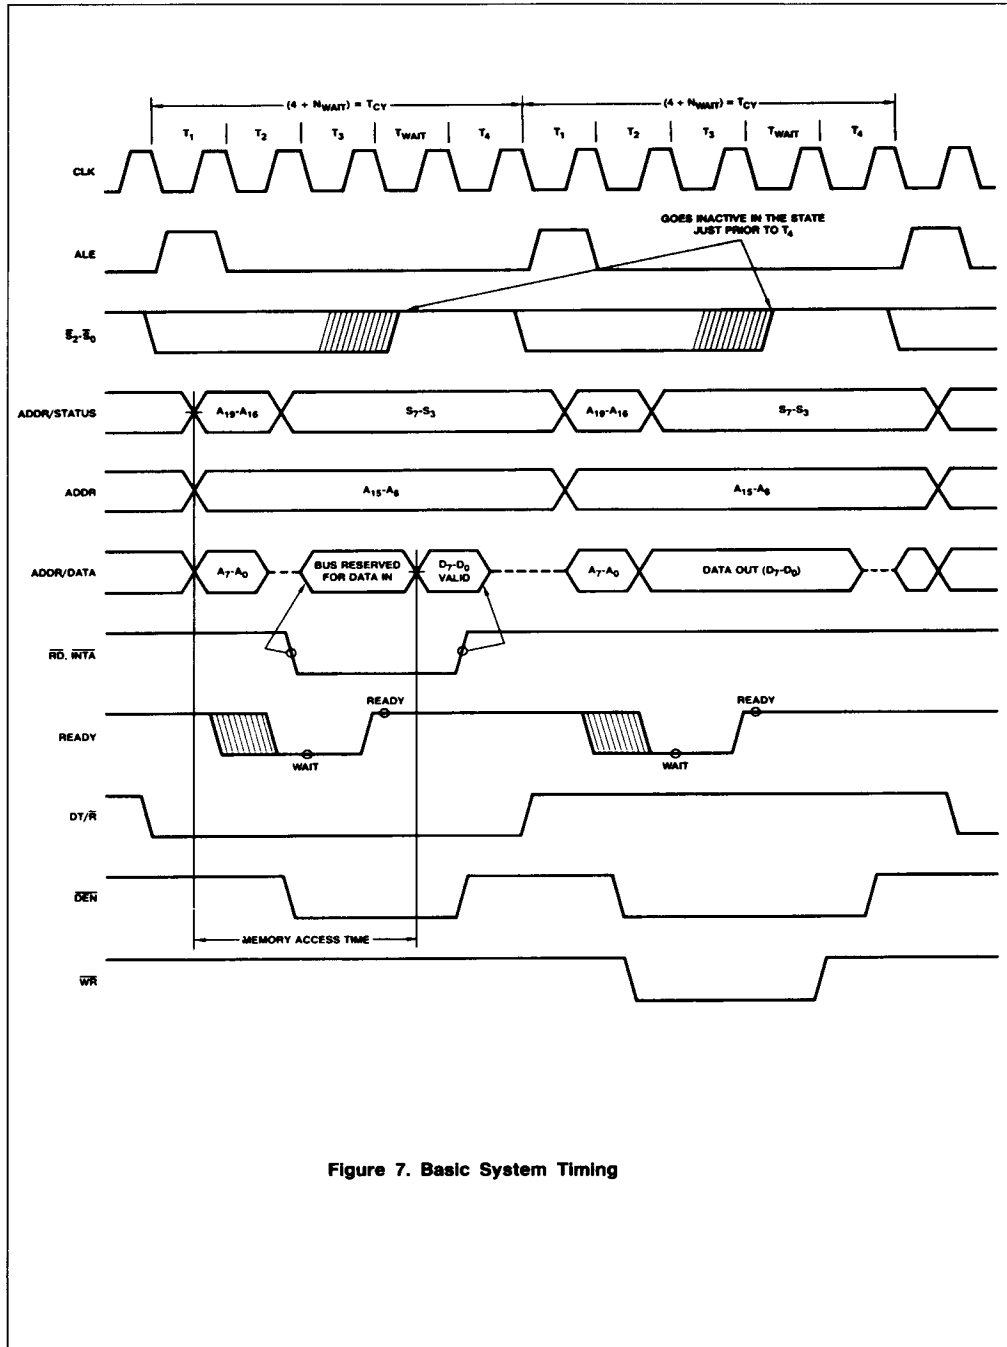 (4 + NWAIT) = TCY (4 + NWAIT) = TCY
T1 T2 T3 TWAIT T4 T1 T2 T3 TWAIT T4
CLK
GOES INACTIVE IN THE STATE
JUST PRIOR TO T4
ALE
S̅2-S̅0
ADDR/STATUS A19-A16 S7-S3 A19-A16 S7-S3
ADDR A15-A8 A15-A8
ADDR/DATA A7-A0 BUS RESERVED
FOR DATA IN D7-D0
VALID A7-A0 DATA OUT (D7-D0)
R̅D̅, I̅N̅T̅A̅
READY READY
READY
WAIT WAIT
DT/R̅
D̅E̅N̅
MEMORY ACCESS TIME
W̅R̅
Figure 7. Basic System Timing